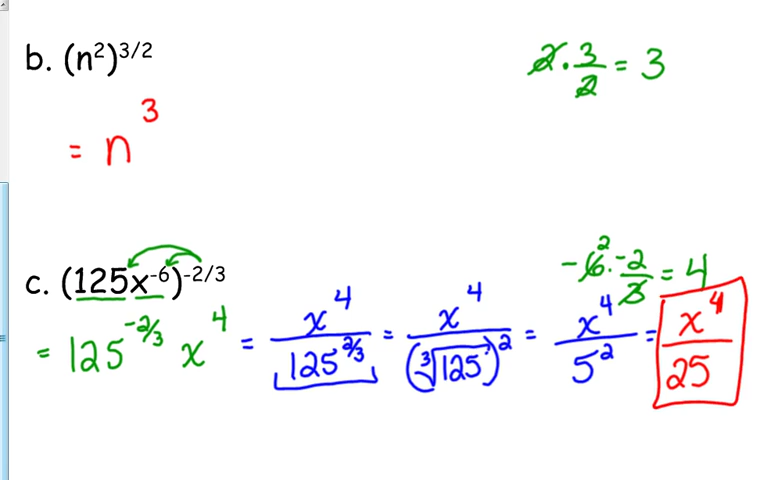 b. (n²)^3/2
2 · 3/2 = 3
= n³
c. (125x⁻⁶)^-2/3
-6² · -2/3 = 4
= 125^-2/3 x⁴ = x⁴/125^2/3 = x⁴/(∛125)² = x⁴/5² = x⁴/25